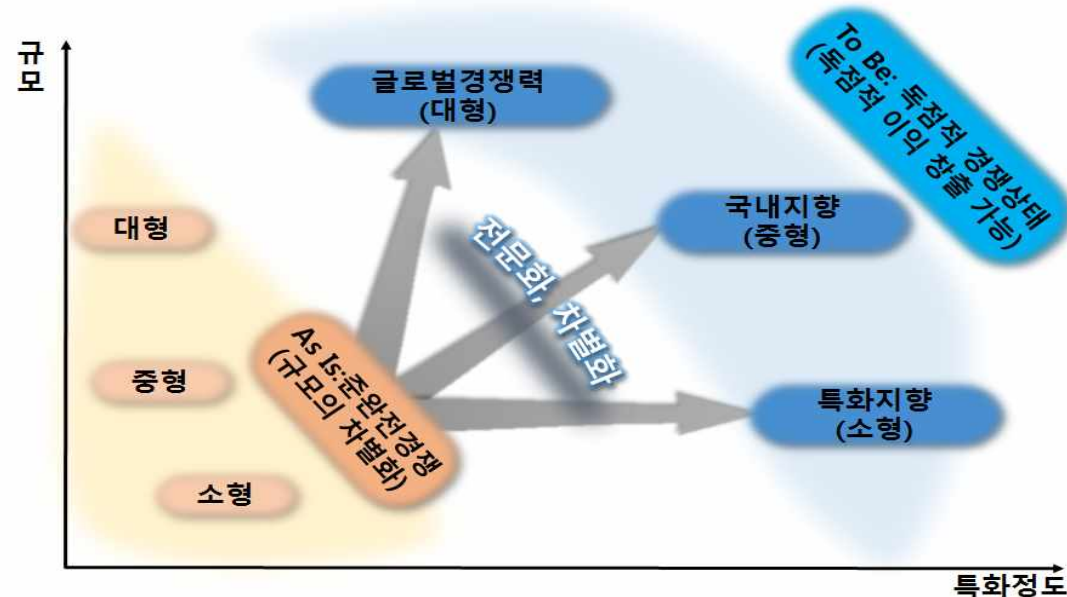 규
모
글로벌경쟁력
(대형)
To Be: 독점적 경쟁상태
(독점적 이익 창출 가능)
대형
국내지향
(중형)
전문화, 차별화
중형
As Is:준완전경쟁
(규모의 차별화)
특화지향
(소형)
소형
특화정도